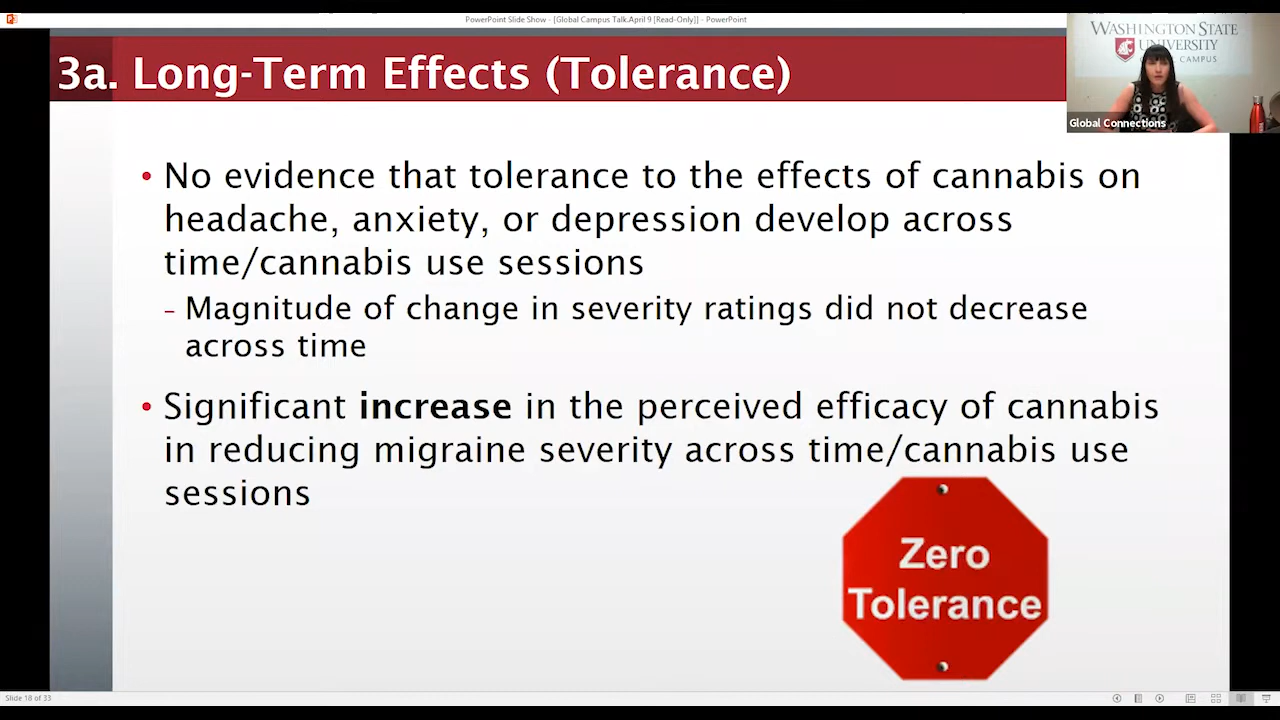 PowerPoint Slide Show - [Global Campus Talk.April 9 [Read-Only]] - PowerPoint
3a. Long-Term Effects (Tolerance)
WASHINGTON STATE
UNIVERSITY
CAMPUS
Global Connections
• No evidence that tolerance to the effects of cannabis on
headache, anxiety, or depression develop across
time/cannabis use sessions
– Magnitude of change in severity ratings did not decrease
across time
• Significant increase in the perceived efficacy of cannabis
in reducing migraine severity across time/cannabis use
sessions
Zero
Tolerance
Slide 18 of 33